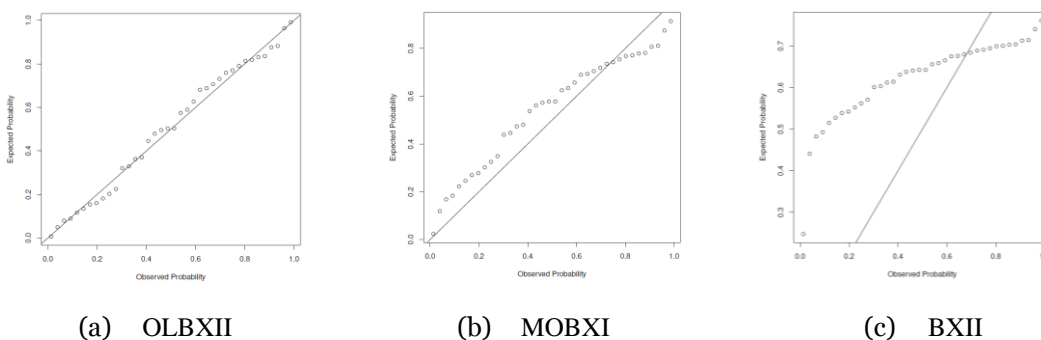 1.0
0.8
0.6
0.4
0.2
0.0
Expected Probability
0.0 0.2 0.4 0.6 0.8 1.0
Observed Probability
(a) OLBXII
0.8
0.6
0.4
0.2
0.0
Expected Probability
0.0 0.2 0.4 0.6 0.8 1.0
Observed Probability
(b) MOBXI
0.7
0.6
0.5
0.4
0.3
Expected Probability
0.0 0.2 0.4 0.6 0.8
Observed Probability
(c) BXII